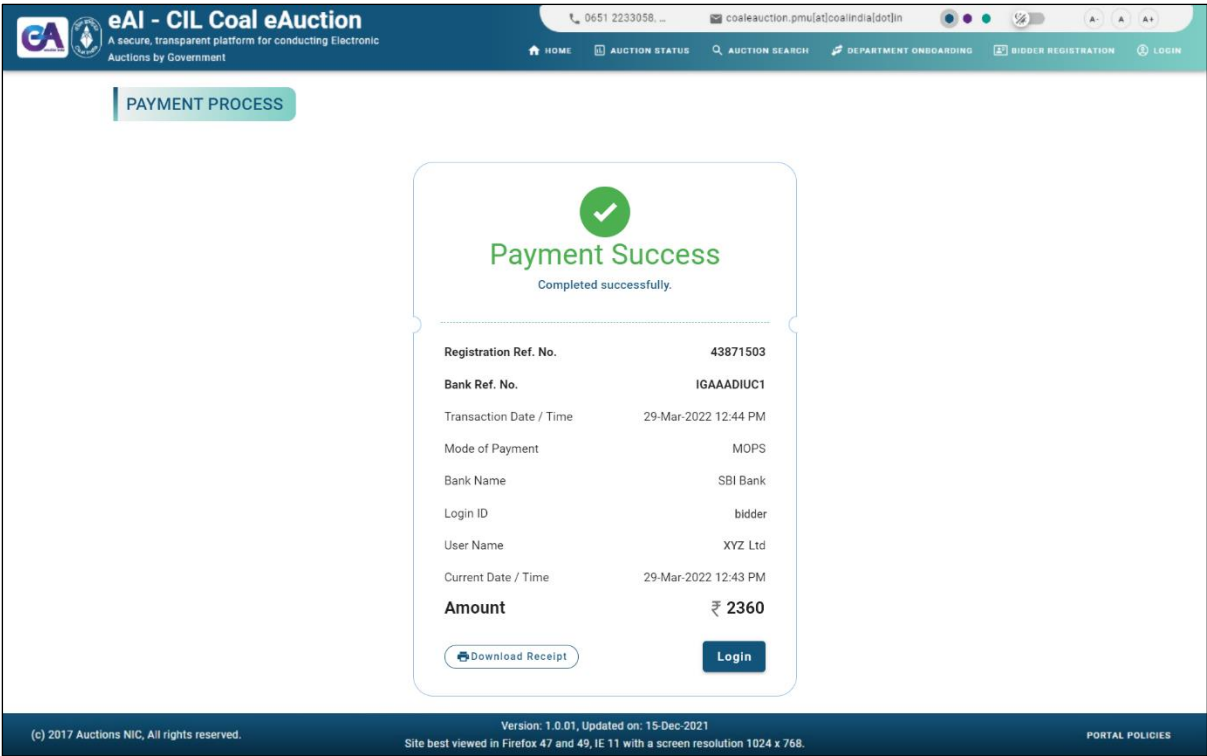 eAI - CIL Coal eAuction
A secure, transparent platform for conducting Electronic
Auctions by Government
0651 2233058, ...
coaleauction.pmu[at]coalindia[dot]in
A- A A+
HOME AUCTION STATUS AUCTION SEARCH DEPARTMENT ONBOARDING BIDDER REGISTRATION LOGIN
PAYMENT PROCESS
Payment Success
Completed successfully.
Registration Ref. No. 43871503
Bank Ref. No. IGAAADIUC1
Transaction Date / Time 29-Mar-2022 12:44 PM
Mode of Payment MOPS
Bank Name SBI Bank
Login ID bidder
User Name XYZ Ltd
Current Date / Time 29-Mar-2022 12:43 PM
Amount ₹ 2360
Download Receipt Login
(c) 2017 Auctions NIC, All rights reserved.
Version: 1.0.01, Updated on: 15-Dec-2021
Site best viewed in Firefox 47 and 49, IE 11 with a screen resolution 1024 x 768.
PORTAL POLICIES